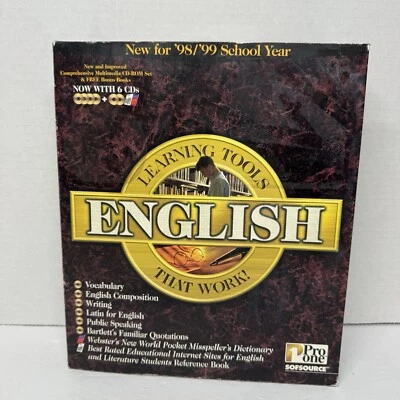 New for '98/'99 School Year
New and Improved
Comprehensive Multimedia CD-ROM Set
& FREE Bonus Books
NOW WITH 6 CDs
LEARNING TOOLS
ENGLISH
THAT WORK!
Vocabulary
English Composition
Writing
Latin for English
Public Speaking
Bartlett's Familiar Quotations
Webster's New World Pocket Misspeller's Dictionary
Best Rated Educational Internet Sites for English
and Literature Students Reference Book
Pro
one
SOFSOURCE